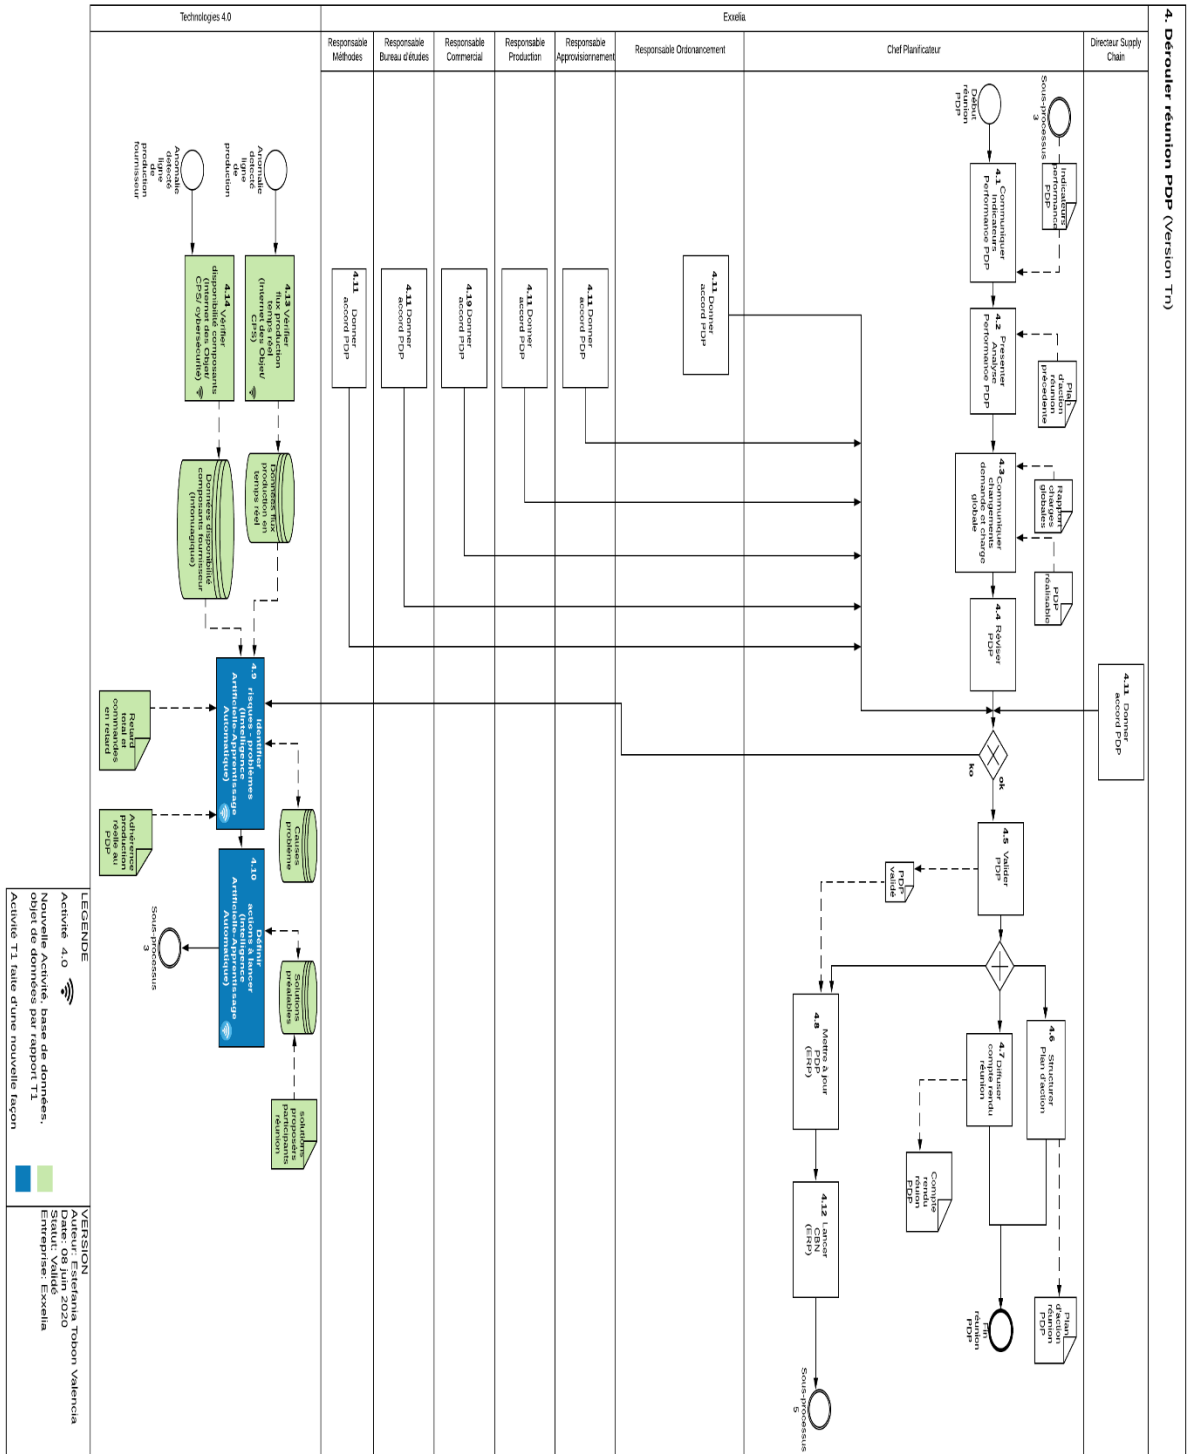 4. Dérouler réunion PDP (Version Tn)
Technologies 4.0
Exxelia
Responsable
Méthodes
Responsable
Bureau d'études
Responsable
Commercial
Responsable
Production
Responsable
Approvisionnement
Responsable Ordonancement
Chef Planificateur
Directeur Supply
Chain
Sous-processus
3
Indicateurs
performance
PDP
Début
réunion
PDP
4.1 Communiquer
Indicateurs
Performance PDP
4.2 Presenter
Analyse
Performance PDP
Plan
d'action
réunion
précedente
4.3 Communiquer
changements
demande et charge
globale
Rapport
charges
globales
PDP
réalisable
4.4 Réviser
PDP
4.11 Donner
accord PDP
ok
ko
4.5 Valider
PDP
PDP
validé
4.6 Structurer
Plan d'action
4.7 Diffuser
compte rendu
réunion
Compte
rendu
réuion
PDP
Plan
d'action
réunion
PDP
Fin
réunion
PDP
4.8 Mettre à jour
PDP
(ERP)
4.12 Lancer
CBN
(ERP)
Sous-processus
5
4.11 Donner
accord PDP
4.11 Donner
accord PDP
4.11 Donner
accord PDP
4.19 Donner
accord PDP
4.11 Donner
accord PDP
4.11 Donner
accord PDP
Anomalie
detecté
ligne
de
production
Anomalie
detecté
ligne
de
production
fournisseur
4.13 Vérifier
flux production
temps réel
(Internet des Objet/
CPS)
4.14 Vérifier
disponibilité composants
(Internet des Objet/
CPS/ cybersécurité)
Données flux
production en
temps réel
Données disponibilité
composants fournisseur
(Infonuagique)
4.9 Identifier
risques - problèmes
(Intelligence
Artificielle-Apprentissage
Automatique)
Retard
total et
commandes
en retard
Adhérence
production
réelle au
PDP
Causes
problème
4.10 Définir
actions à lancer
(Intelligence
Artificielle-Apprentissage
Automatique)
Solutions
préalables
solutions
proposérs
participants
réunion
Sous-processus
3
LEGENDE
Activité 4.0
Nouvelle Activité, base de données,
objet de données par rapport T1
Activité T1 faite d'une nouvelle façon
VERSION
Auteur: Estefania Tobon Valencia
Date: 08 juin 2020
Statut: Validé
Entreprise: Exxelia